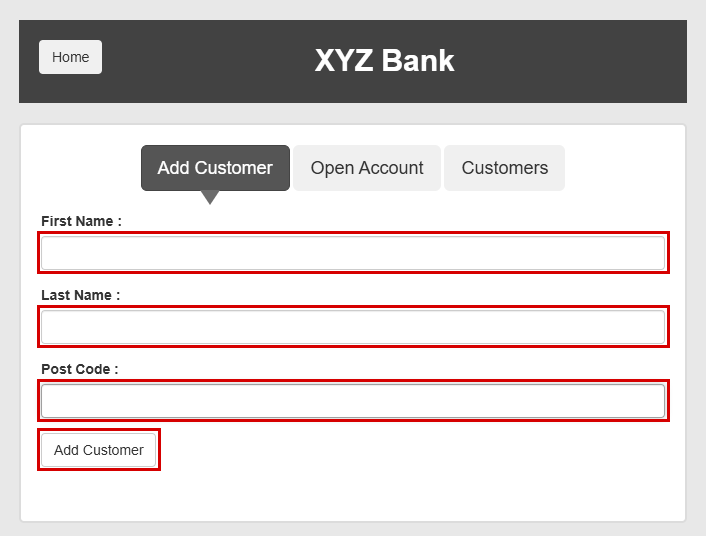 Home
XYZ Bank
Add Customer
Open Account
Customers
First Name :
Last Name :
Post Code :
Add Customer